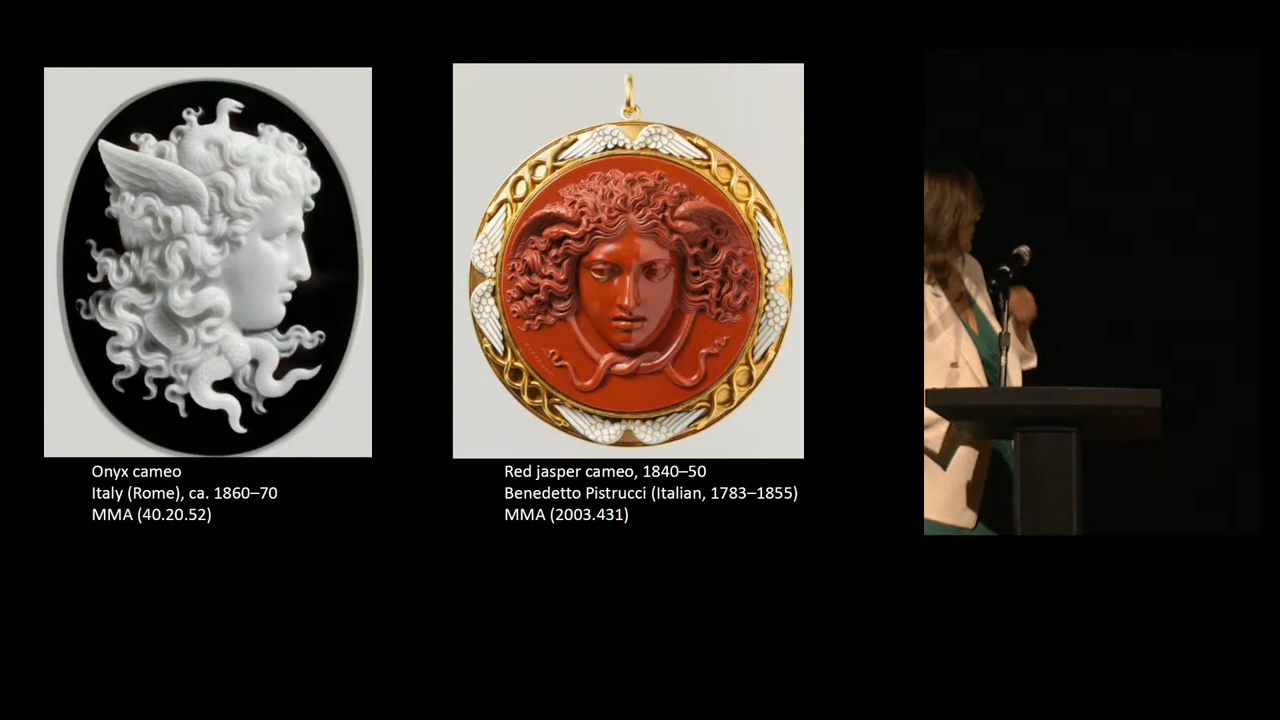 Onyx cameo
Italy (Rome), ca. 1860–70
MMA (40.20.52)
Red jasper cameo, 1840–50
Benedetto Pistrucci (Italian, 1783–1855)
MMA (2003.431)